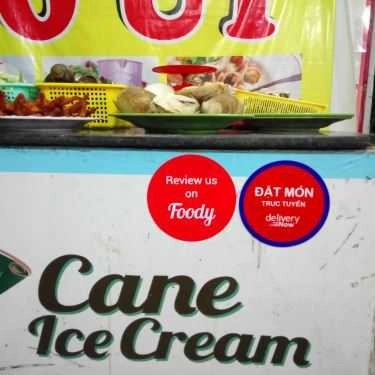 Review us
on
Foody
ĐẶT MÓN
TRỰC TUYẾN
delivery
Now
Cane
Ice Cream